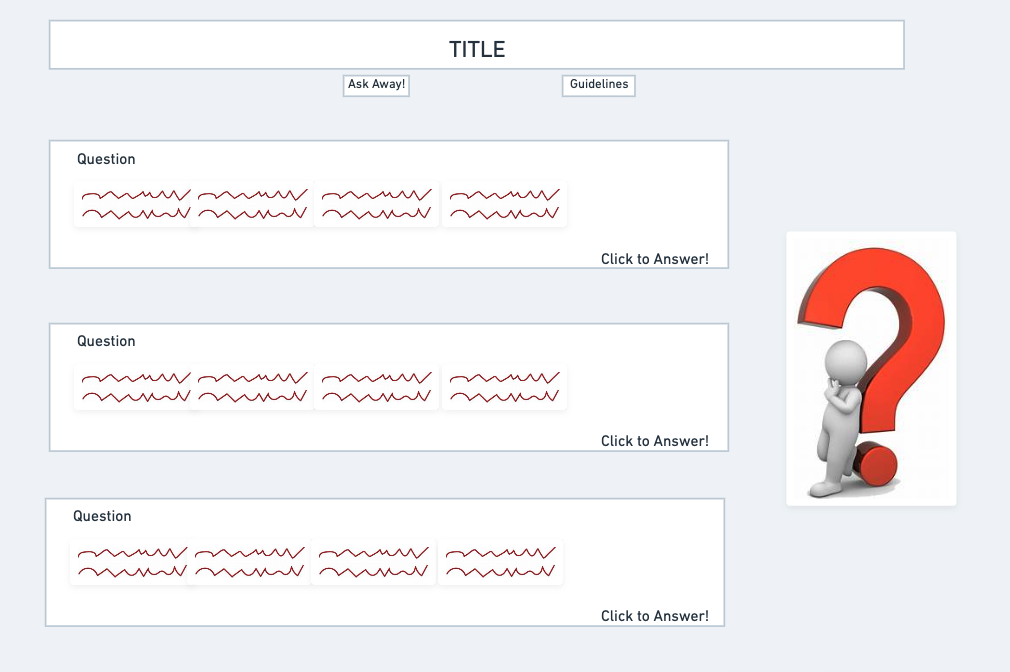 TITLE
Ask Away!
Guidelines
Question
Click to Answer!
Question
Click to Answer!
Question
Click to Answer!